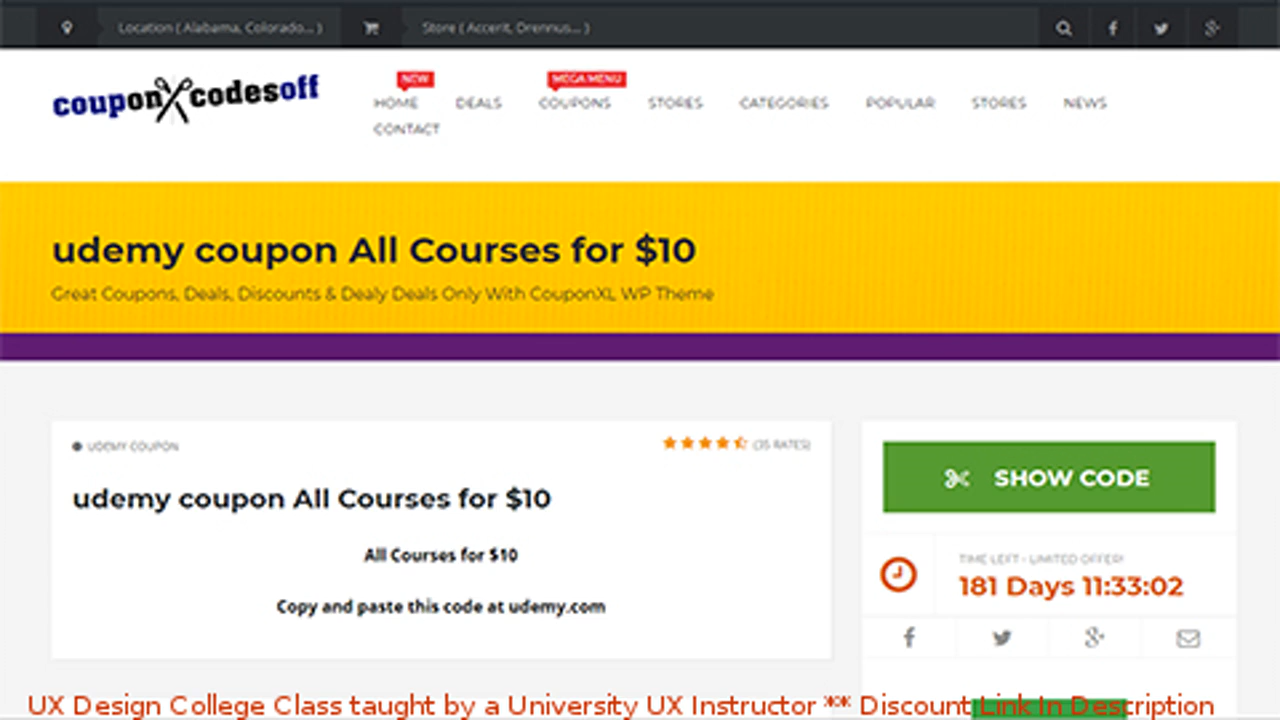 Location ( Alabama, Colorado... )
Store ( Accent, Orennus... )
coupon codesoff
NEW
MEGA MENU
HOME DEALS COUPONS STORES CATEGORIES POPULAR STORES NEWS
CONTACT
udemy coupon All Courses for $10
Great Coupons, Deals, Discounts & Dealy Deals Only With CouponXL WP Theme
UDEMY COUPON
(35 RATES)
udemy coupon All Courses for $10
All Courses for $10
Copy and paste this code at udemy.com
SHOW CODE
TIME LEFT - LIMITED OFFER!
181 Days 11:33:02
UX Design College Class taught by a University UX Instructor ** Discount Link In Description